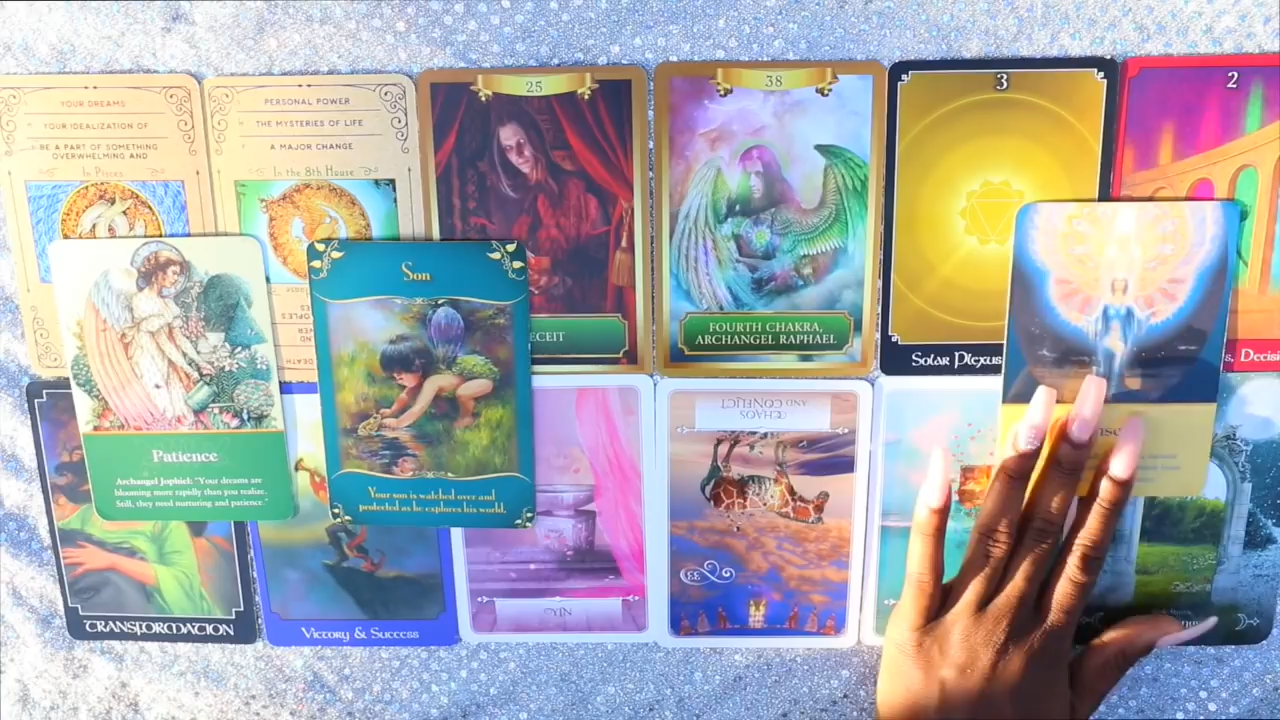 YOUR DREAMS
YOUR IDEALIZATION OF
BE A PART OF SOMETHING
OVERWHELMING AND
In Pisces
PERSONAL POWER
THE MYSTERIES OF LIFE
A MAJOR CHANGE
In the 8th House
DEATH
25
38
FOURTH CHAKRA,
ARCHANGEL RAPHAEL
3
Solar Plexus
2
Patience
Archangel Jophiel: "Your dreams are
blooming more rapidly than you realize.
Still, they need nurturing and patience."
Son
Your son is watched over and
protected as he explores his world.
TRANSFORMATION
Victory & Success
YIN
CHAOS
AND CONFLICT
33